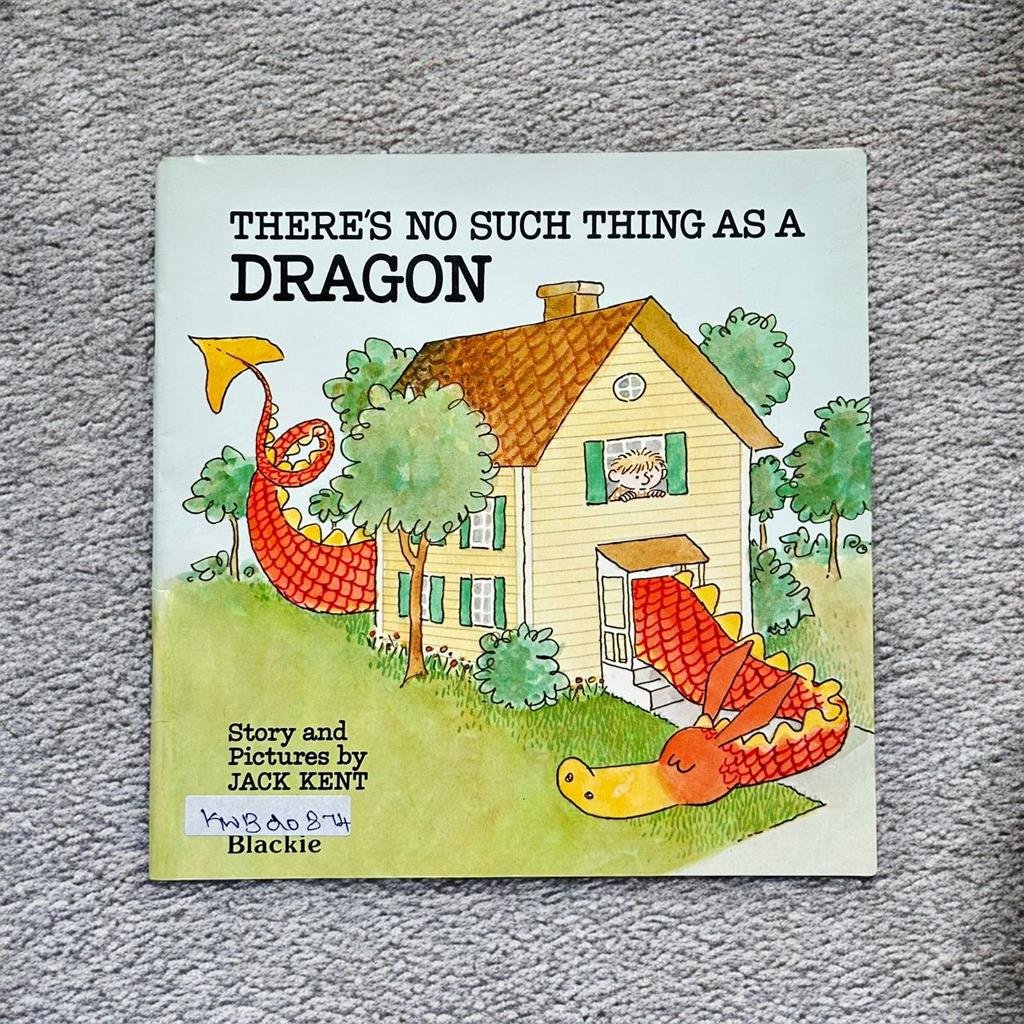 THERE'S NO SUCH THING AS A
DRAGON
Story and
Pictures by
JACK KENT
Blackie